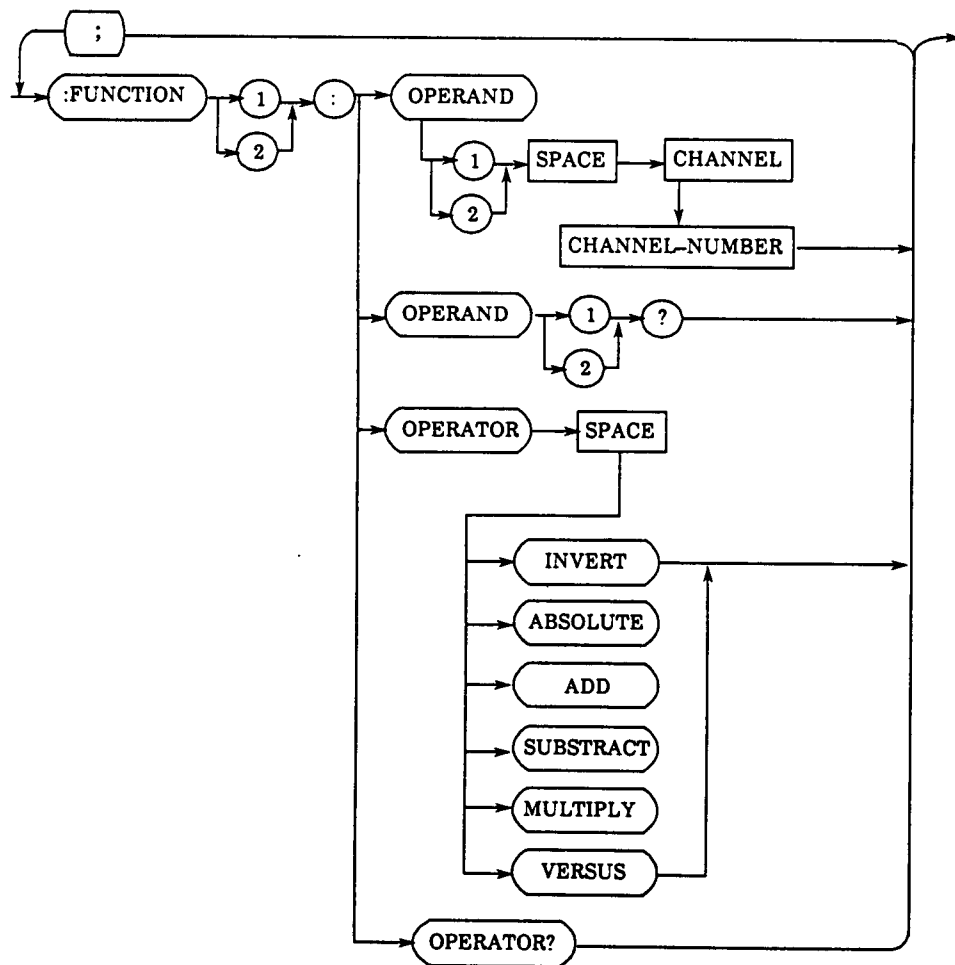 ;
:FUNCTION 1 : OPERAND
2
1 SPACE CHANNEL
2
CHANNEL-NUMBER
OPERAND 1 ?
2
OPERATOR SPACE
INVERT
ABSOLUTE
ADD
SUBSTRACT
MULTIPLY
VERSUS
OPERATOR?